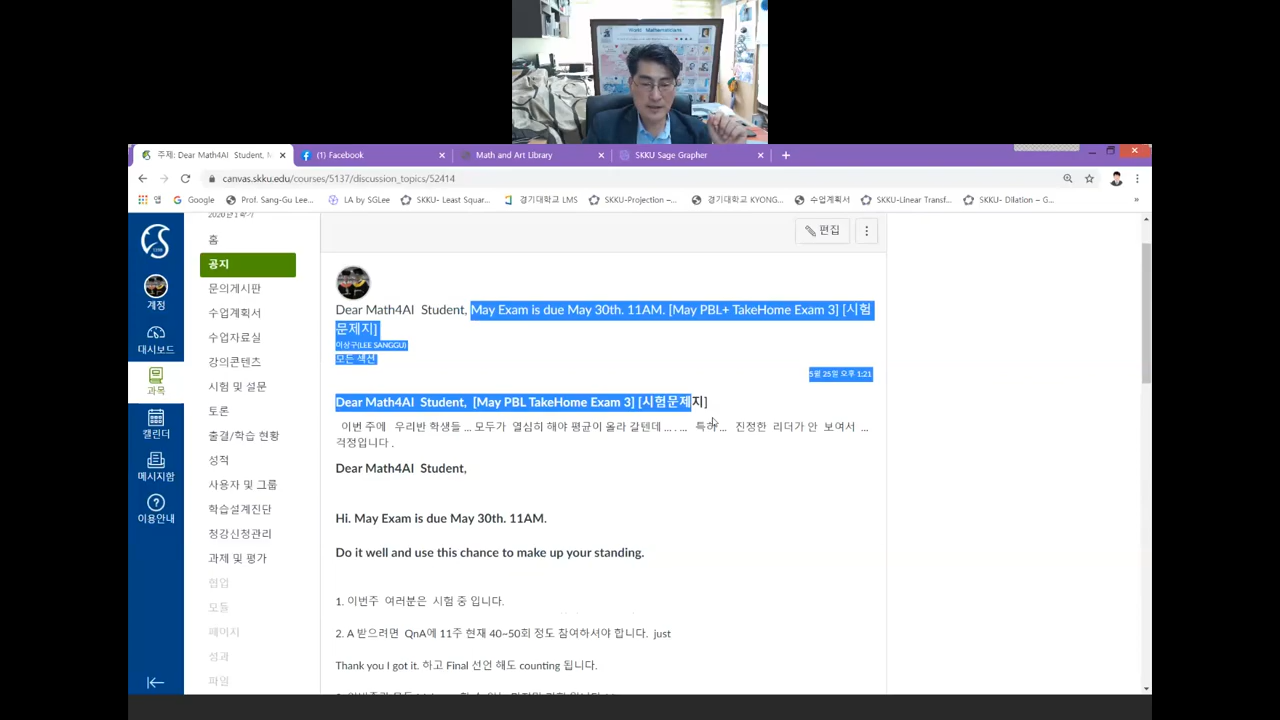 World Mathematicians
주제: Dear Math4AI Student, M
(1) Facebook
Math and Art Library
SKKU Sage Grapher
canvas.skku.edu/courses/5137/discussion_topics/52414
앱
Google
Prof. Sang-Gu Lee...
LA by SGLee
SKKU- Least Squar...
경기대학교 LMS
SKKU-Projection –...
경기대학교 KYONG...
수업계획서
SKKU-Linear Transf...
SKKU- Dilation – G...
»
계정
대시보드
과목
캘린더
메시지함
이용안내
홈
공지
문의게시판
수업계획서
수업자료실
강의콘텐츠
시험 및 설문
토론
출결/학습 현황
성적
사용자 및 그룹
학습설계진단
청강신청관리
과제 및 평가
협업
모듈
페이지
성과
파일
편집
Dear Math4AI Student, May Exam is due May 30th. 11AM. [May PBL+ TakeHome Exam 3] [시험
문제지]
이상구(LEE SANGGU)
모든 섹션
5월 25일 오후 1:21
Dear Math4AI Student, [May PBL TakeHome Exam 3] [시험문제지]
이번 주에 우리반 학생들 ... 모두가 열심히 해야 평균이 올라 갈텐데 ... . ... 특히 ... 진정한 리더가 안 보여서 ...
걱정입니다 .
Dear Math4AI Student,
Hi. May Exam is due May 30th. 11AM.
Do it well and use this chance to make up your standing.
1. 이번주 여러분은 시험 중 입니다.
2. A 받으려면 QnA에 11주 현재 40~50회 정도 참여하셔야 합니다. just
Thank you I got it. 하고 Final 선언 해도 counting 됩니다.